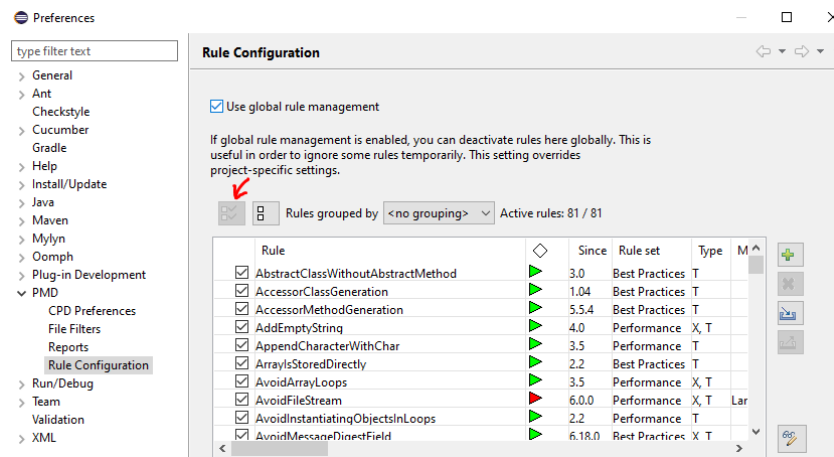 Preferences
type filter text
General
Ant
Checkstyle
Cucumber
Gradle
Help
Install/Update
Java
Maven
Mylyn
Oomph
Plug-in Development
PMD
CPD Preferences
File Filters
Reports
Rule Configuration
Run/Debug
Team
Validation
XML
Rule Configuration
Use global rule management
If global rule management is enabled, you can deactivate rules here globally. This is
useful in order to ignore some rules temporarily. This setting overrides
project-specific settings.
Rules grouped by <no grouping> Active rules: 81 / 81
Rule Since Rule set Type M
AbstractClassWithoutAbstractMethod 3.0 Best Practices T
AccessorClassGeneration 1.04 Best Practices T
AccessorMethodGeneration 5.5.4 Best Practices T
AddEmptyString 4.0 Performance X, T
AppendCharacterWithChar 3.5 Performance T
ArrayIsStoredDirectly 2.2 Best Practices T
AvoidArrayLoops 3.5 Performance X, T
AvoidFileStream 6.0.0 Performance X, T Lar
AvoidInstantiatingObjectsInLoops 2.2 Performance T
AvoidMessageDigestField 6.18.0 Best Practices X, T